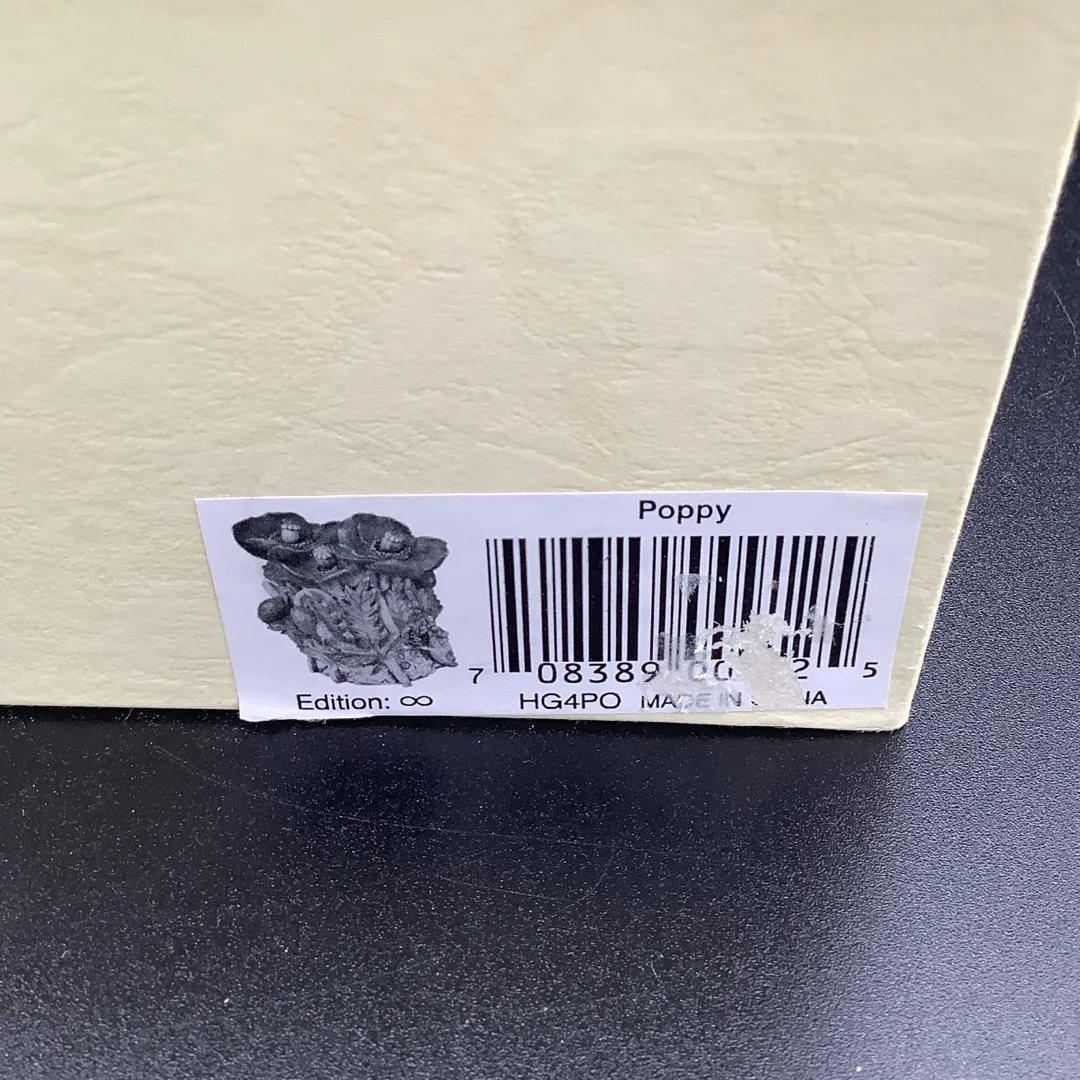 Poppy
7 08389 00 2 5
Edition: ∞
HG4PO MADE IN